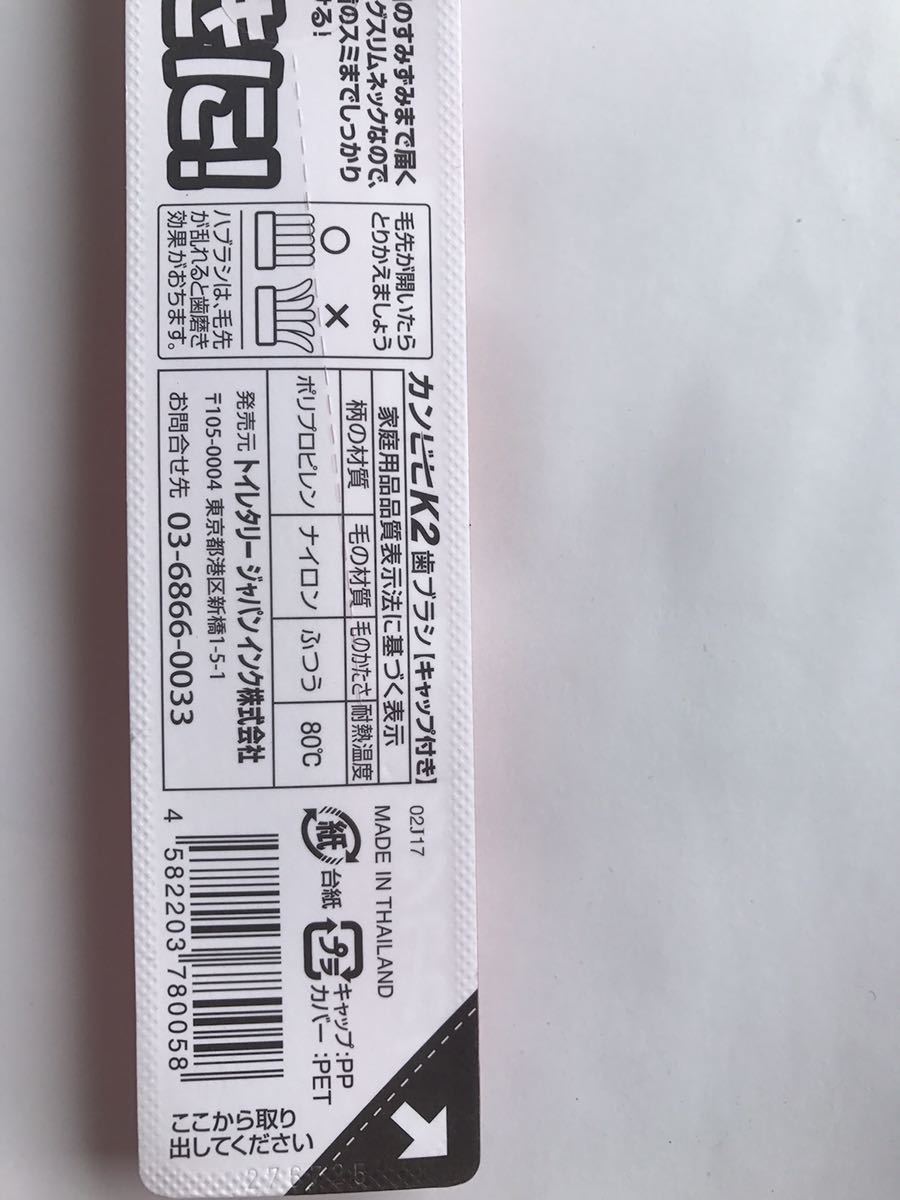 のすみずみまで届く
グスリムネックなので、
のスミまでしっかり
ける!
キに!
毛先が開いたら
とりかえましょう
○ ×
ハブラシは、毛先
が乱れると歯磨き
効果がおちます。
カンビビK2 歯ブラシ [キャップ付き]
家庭用品品質表示法に基づく表示
柄の材質 毛の材質 毛のかたさ 耐熱温度
ポリプロピレン ナイロン ふつう 80℃
発売元 トイレタリージャパンインク株式会社
〒105-0004 東京都港区新橋1-5-1
お問合せ先 03-6866-0033
02J17
MADE IN THAILAND
紙 台紙
プラ キャップ:PP
カバー:PET
4 582203 780058
ここから取り
出してください